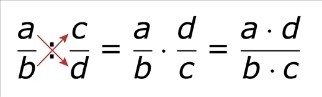 a/b : c/d = a/b · d/c = a · d / b · c